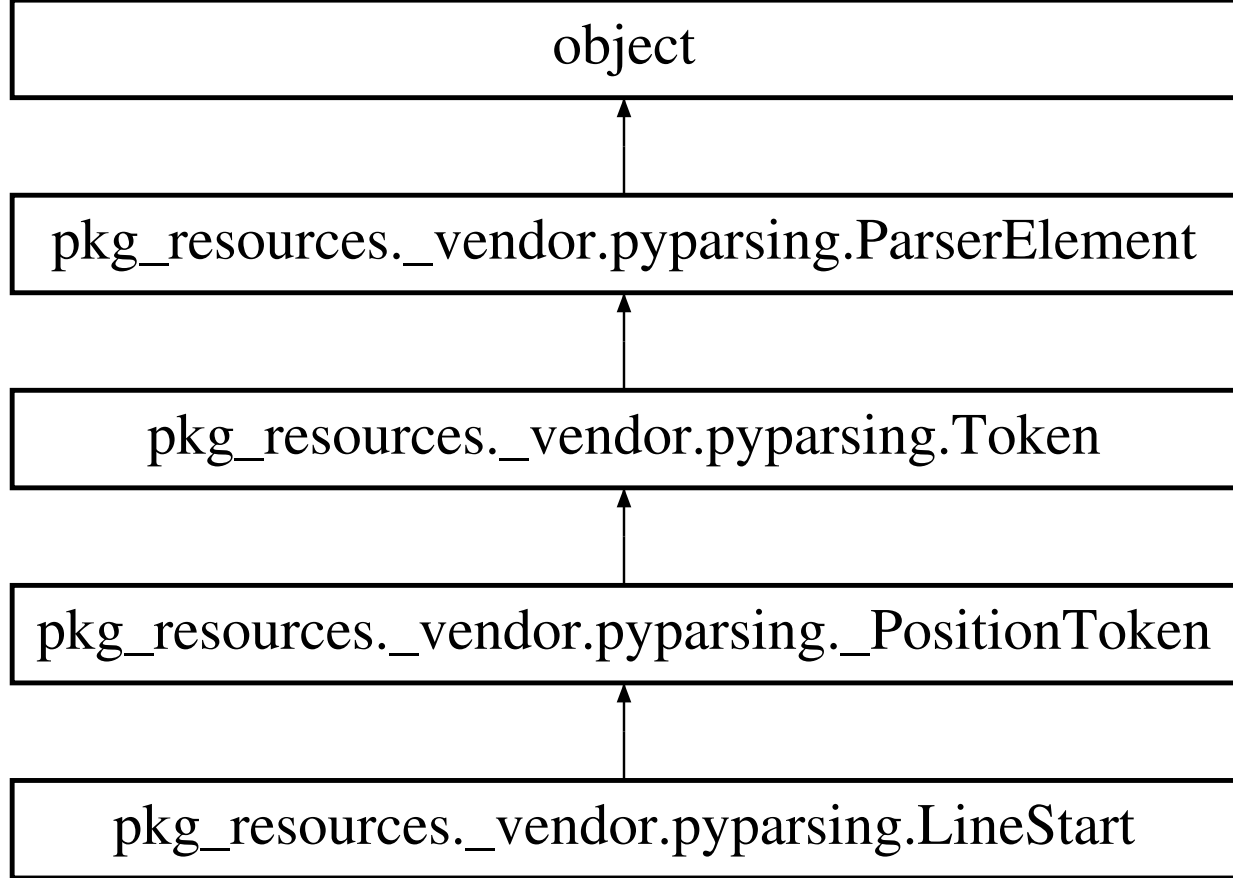 object
pkg_resources._vendor.pyparsing.ParserElement
pkg_resources._vendor.pyparsing.Token
pkg_resources._vendor.pyparsing._PositionToken
pkg_resources._vendor.pyparsing.LineStart